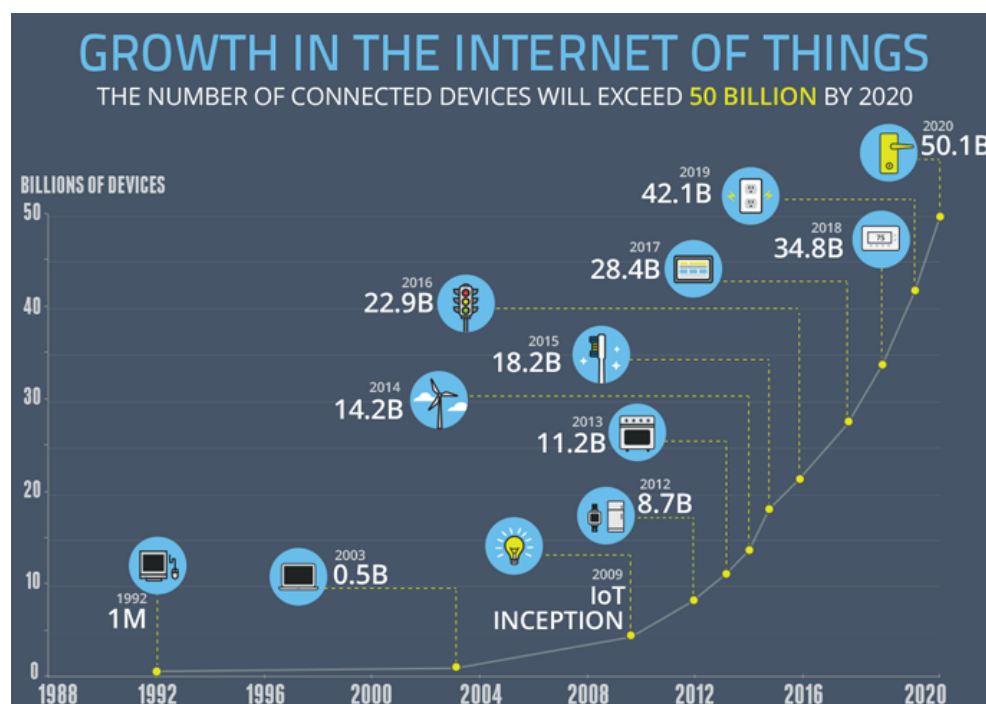 GROWTH IN THE INTERNET OF THINGS
THE NUMBER OF CONNECTED DEVICES WILL EXCEED 50 BILLION BY 2020
BILLIONS OF DEVICES
2020
50.1B
2019
42.1B
2018
34.8B
2017
28.4B
2016
22.9B
2015
18.2B
2014
14.2B
2013
11.2B
2012
8.7B
2009
IoT
INCEPTION
2003
0.5B
1992
1M
75
50
40
30
20
10
0
1988 1992 1996 2000 2004 2008 2012 2016 2020